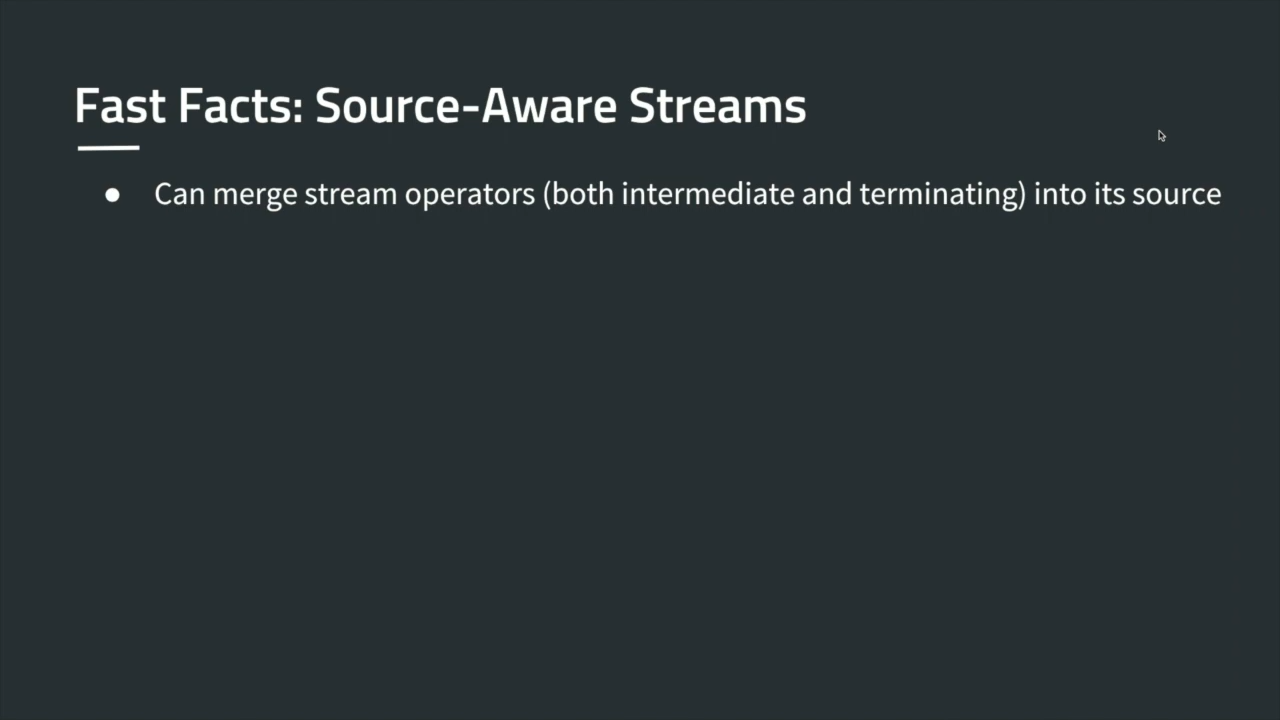 Fast Facts: Source-Aware Streams
● Can merge stream operators (both intermediate and terminating) into its source